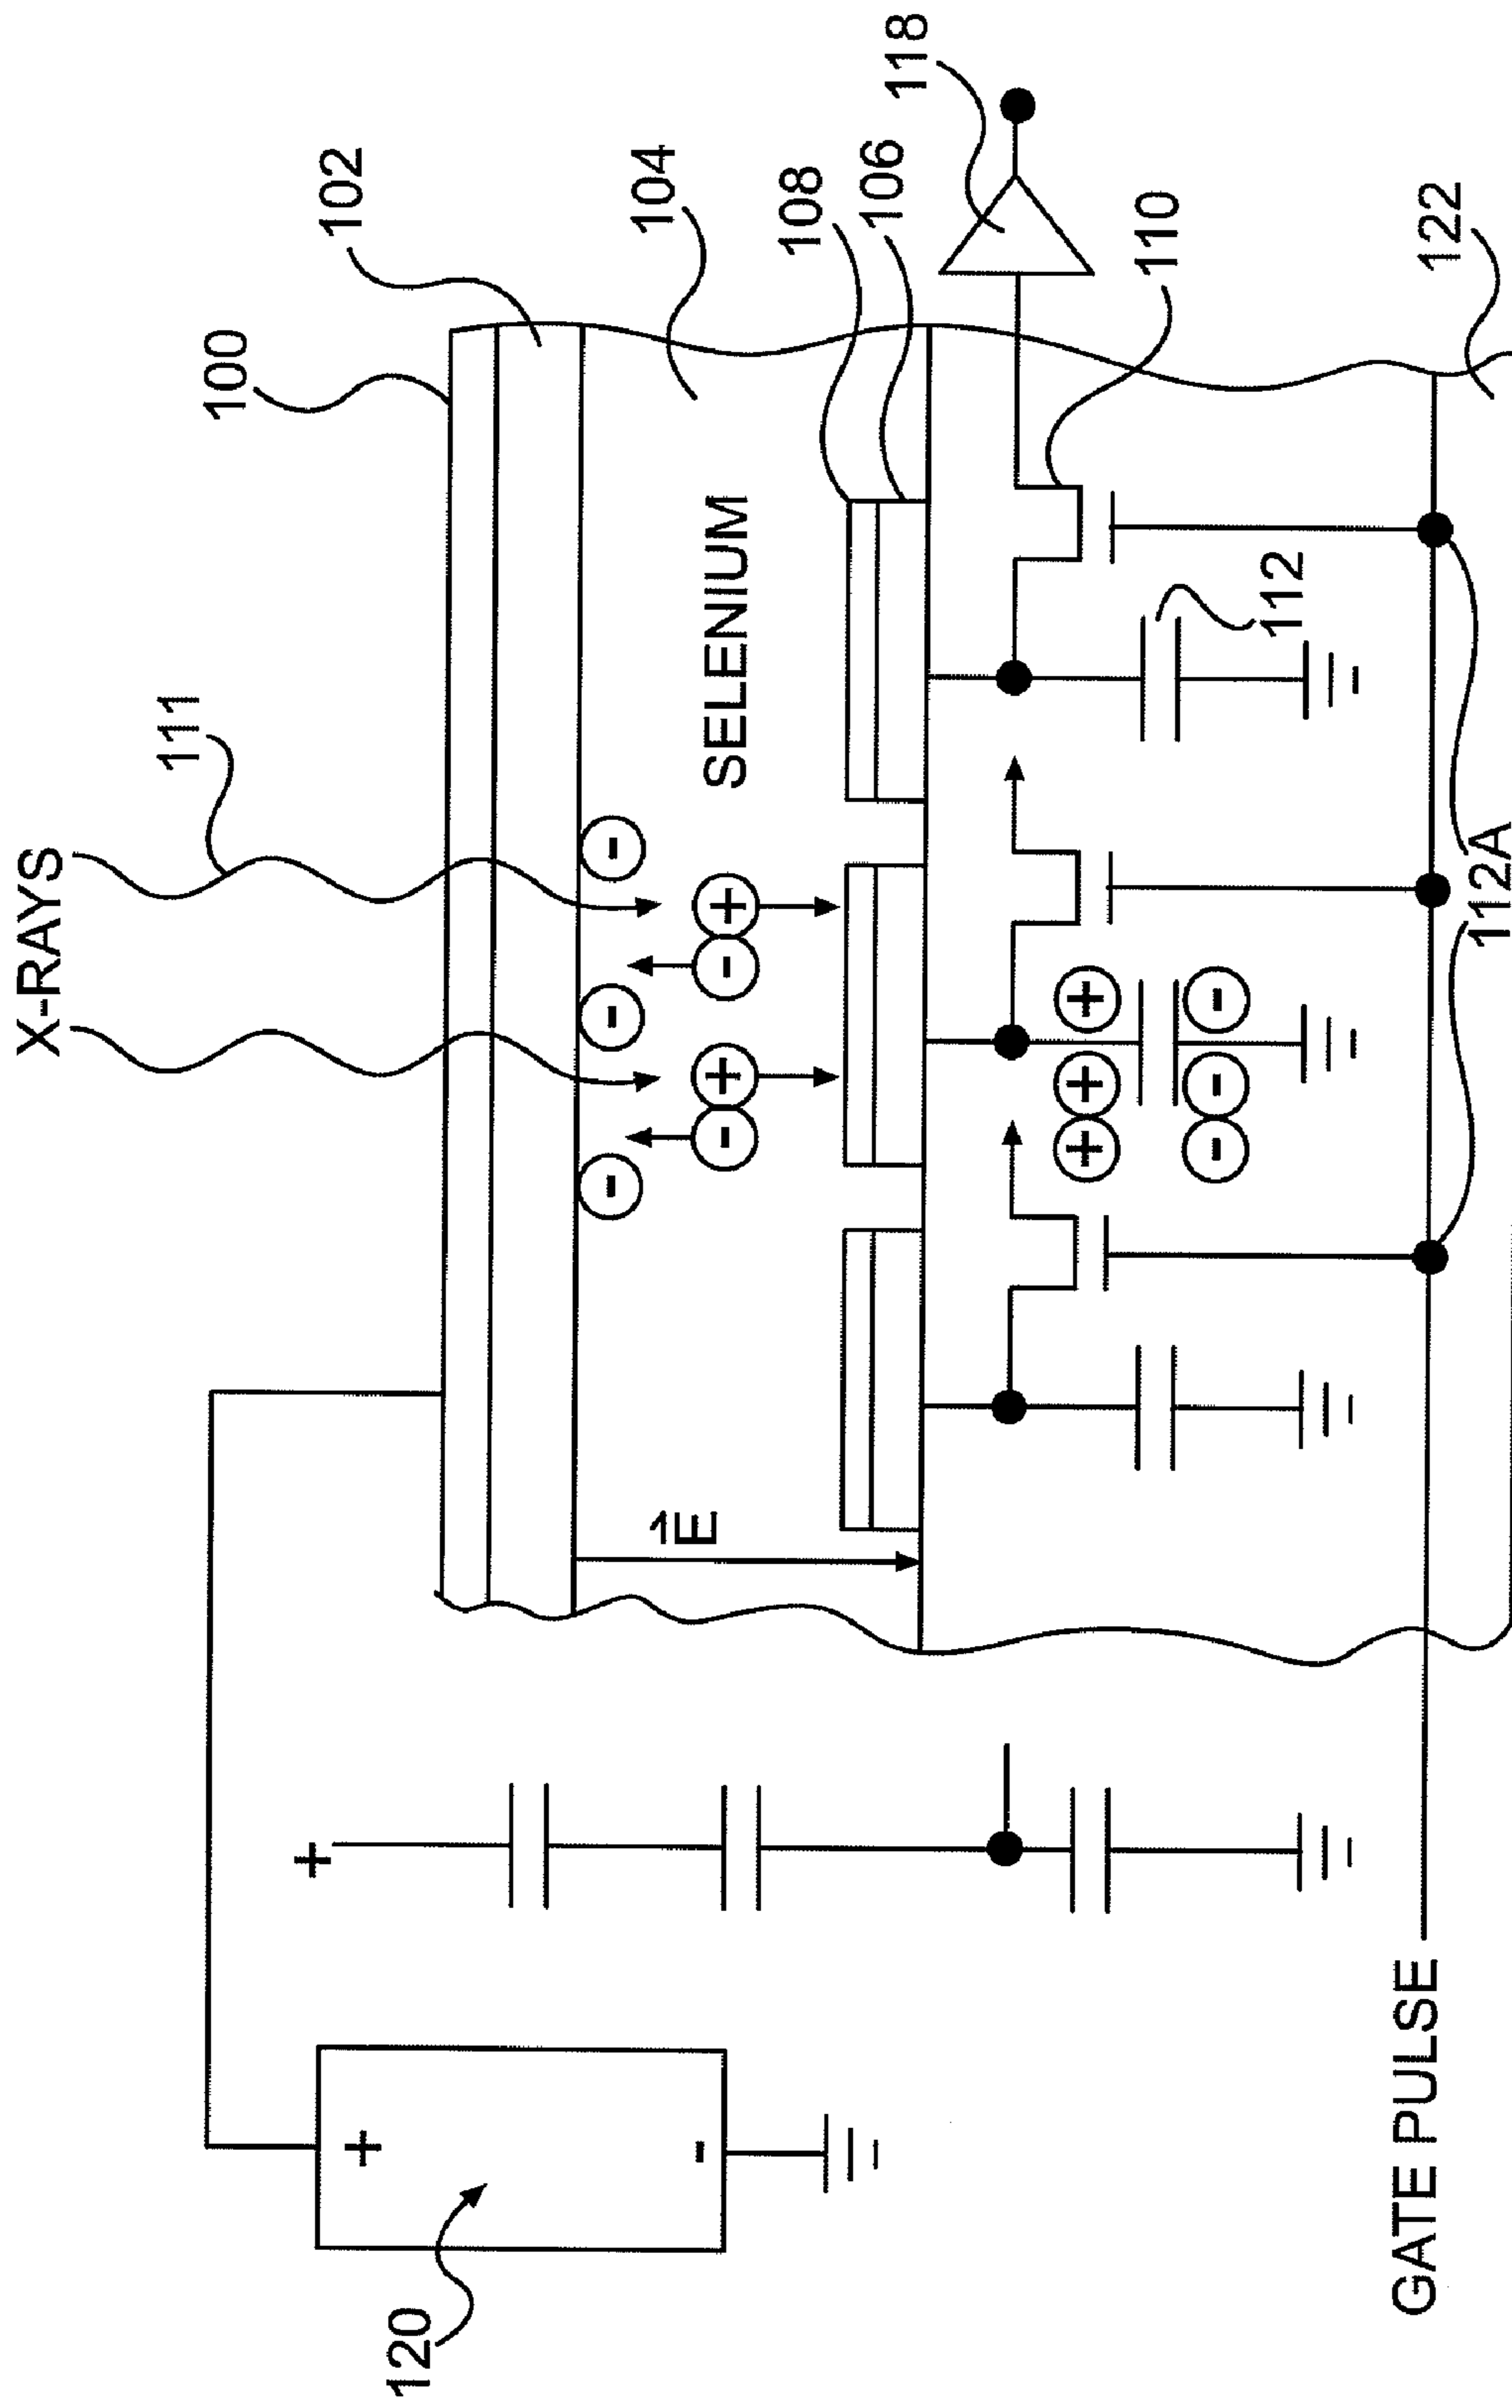 X-RAYS
111
100
102
+
+
120
- - -
104
E
-
- + - +
SELENIUM
108
106
118
+ + +
110
- - -
112
GATE PULSE
122
112A